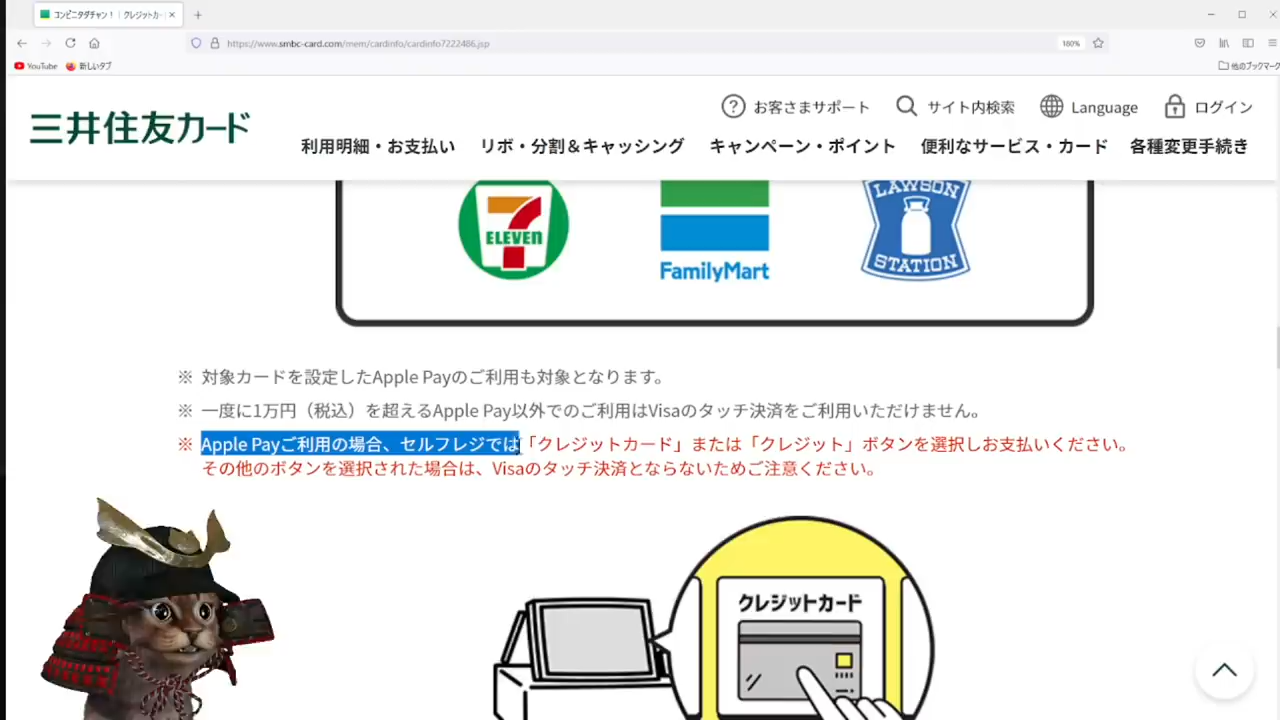 コンビニタダチャン！｜クレジットカー
https://www.smbc-card.com/mem/cardinfo/cardinfo7222486.jsp
180%
YouTube
新しいタブ
他のブックマーク
三井住友カード
お客さまサポート
サイト内検索
Language
ログイン
利用明細・お支払い
リボ・分割＆キャッシング
キャンペーン・ポイント
便利なサービス・カード
各種変更手続き
7
ELEVEN
FamilyMart
LAWSON
STATION
※ 対象カードを設定したApple Payのご利用も対象となります。
※ 一度に1万円（税込）を超えるApple Pay以外でのご利用はVisaのタッチ決済をご利用いただけません。
※ Apple Payご利用の場合、セルフレジでは「クレジットカード」または「クレジット」ボタンを選択しお支払いください。
その他のボタンを選択された場合は、Visaのタッチ決済とならないためご注意ください。
クレジットカード